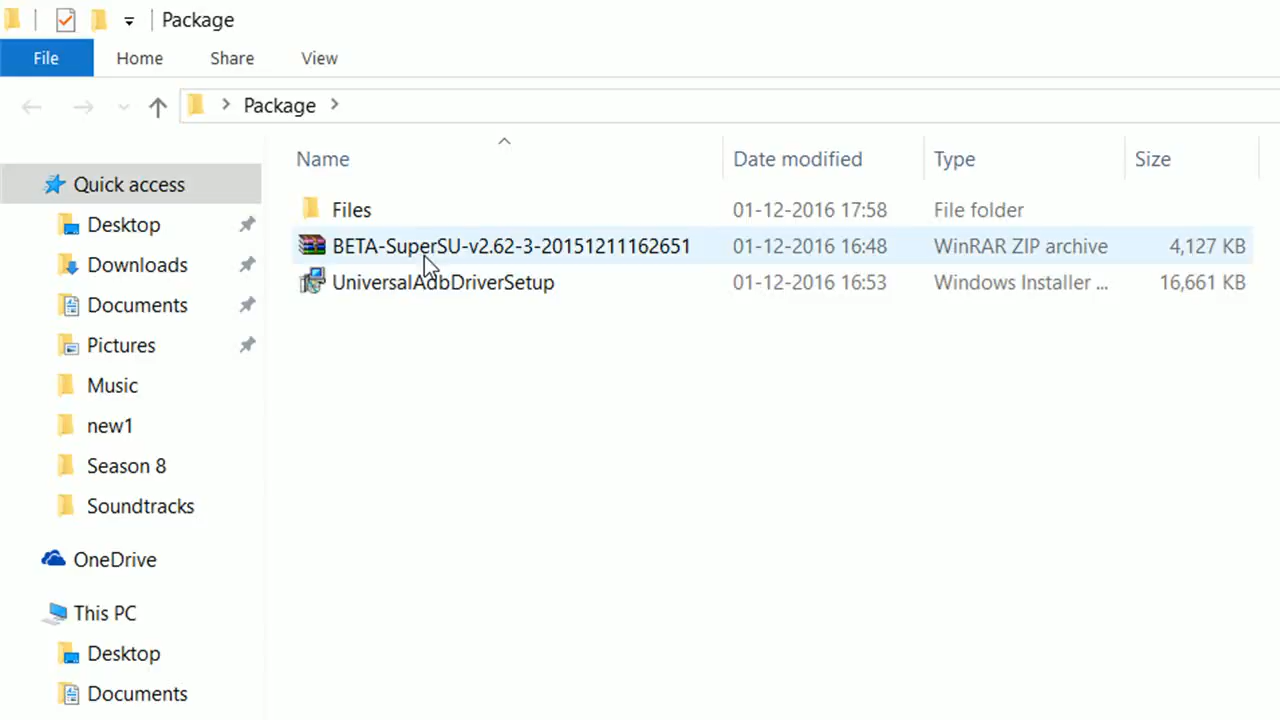 Package
File Home Share View
Package
Name Date modified Type Size
Quick access
Files 01-12-2016 17:58 File folder
Desktop
BETA-SuperSU-v2.62-3-20151211162651 01-12-2016 16:48 WinRAR ZIP archive 4,127 KB
Downloads
UniversalAdbDriverSetup 01-12-2016 16:53 Windows Installer ... 16,661 KB
Documents
Pictures
Music
new1
Season 8
Soundtracks
OneDrive
This PC
Desktop
Documents